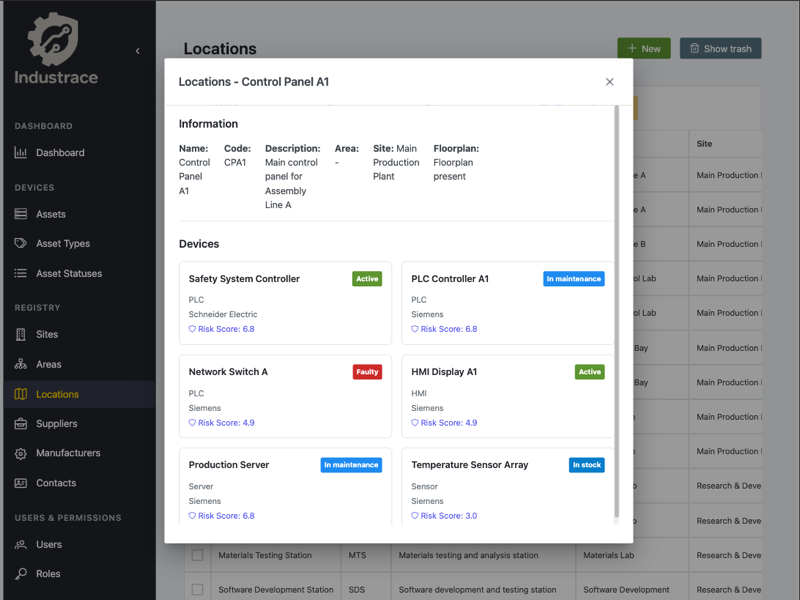 Industrace
DASHBOARD
Dashboard
DEVICES
Assets
Asset Types
Asset Statuses
REGISTRY
Sites
Areas
Locations
Suppliers
Manufacturers
Contacts
USERS & PERMISSIONS
Users
Roles
Locations
New
Show trash
Locations - Control Panel A1
Information
Name: Control Panel A1
Code: CPA1
Description: Main control panel for Assembly Line A
Area: -
Site: Main Production Plant
Floorplan: Floorplan present
Devices
Safety System Controller
Active
PLC
Schneider Electric
Risk Score: 6.8
PLC Controller A1
In maintenance
PLC
Siemens
Risk Score: 6.8
Network Switch A
Faulty
PLC
Siemens
Risk Score: 4.9
HMI Display A1
Active
HMI
Siemens
Risk Score: 4.9
Production Server
In maintenance
Server
Siemens
Risk Score: 6.8
Temperature Sensor Array
In stock
Sensor
Siemens
Risk Score: 3.0
Site
e A Main Production
e A Main Production
e B Main Production
ol Lab Main Production
ol Lab Main Production
Bay Main Production
Bay Main Production
Main Production
Main Production
Research & Deve
Research & Deve
Materials Testing Station MTS Materials testing and analysis station Materials Lab Research & Deve
Software Development Station SDS Software development and testing station Software Development Research & Deve